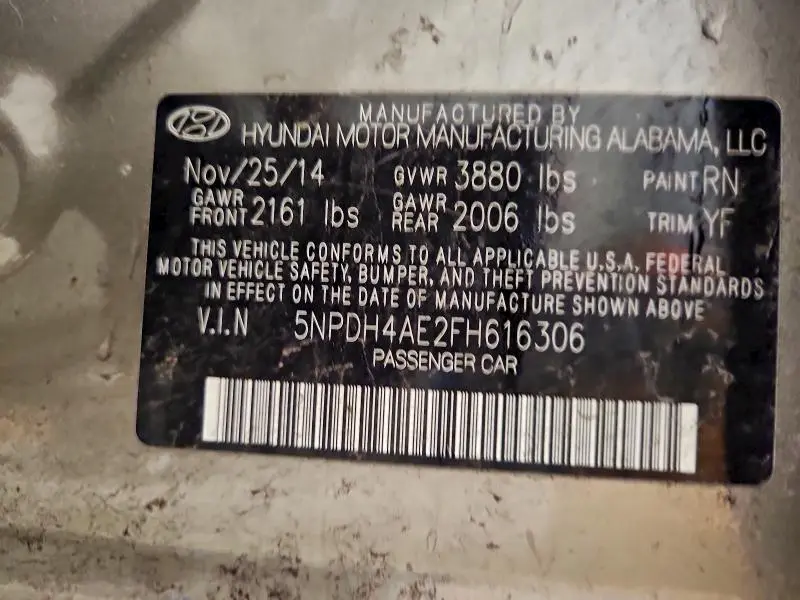 MANUFACTURED BY
HYUNDAI MOTOR MANUFACTURING ALABAMA, LLC
Nov/25/14 GVWR 3880 lbs PAINT RN
GAWR FRONT 2161 lbs GAWR REAR 2006 lbs TRIM YF
THIS VEHICLE CONFORMS TO ALL APPLICABLE U.S.A. FEDERAL
MOTOR VEHICLE SAFETY, BUMPER, AND THEFT PREVENTION STANDARDS
IN EFFECT ON THE DATE OF MANUFACTURE SHOWN ABOVE
V.I.N 5NPDH4AE2FH616306
PASSENGER CAR